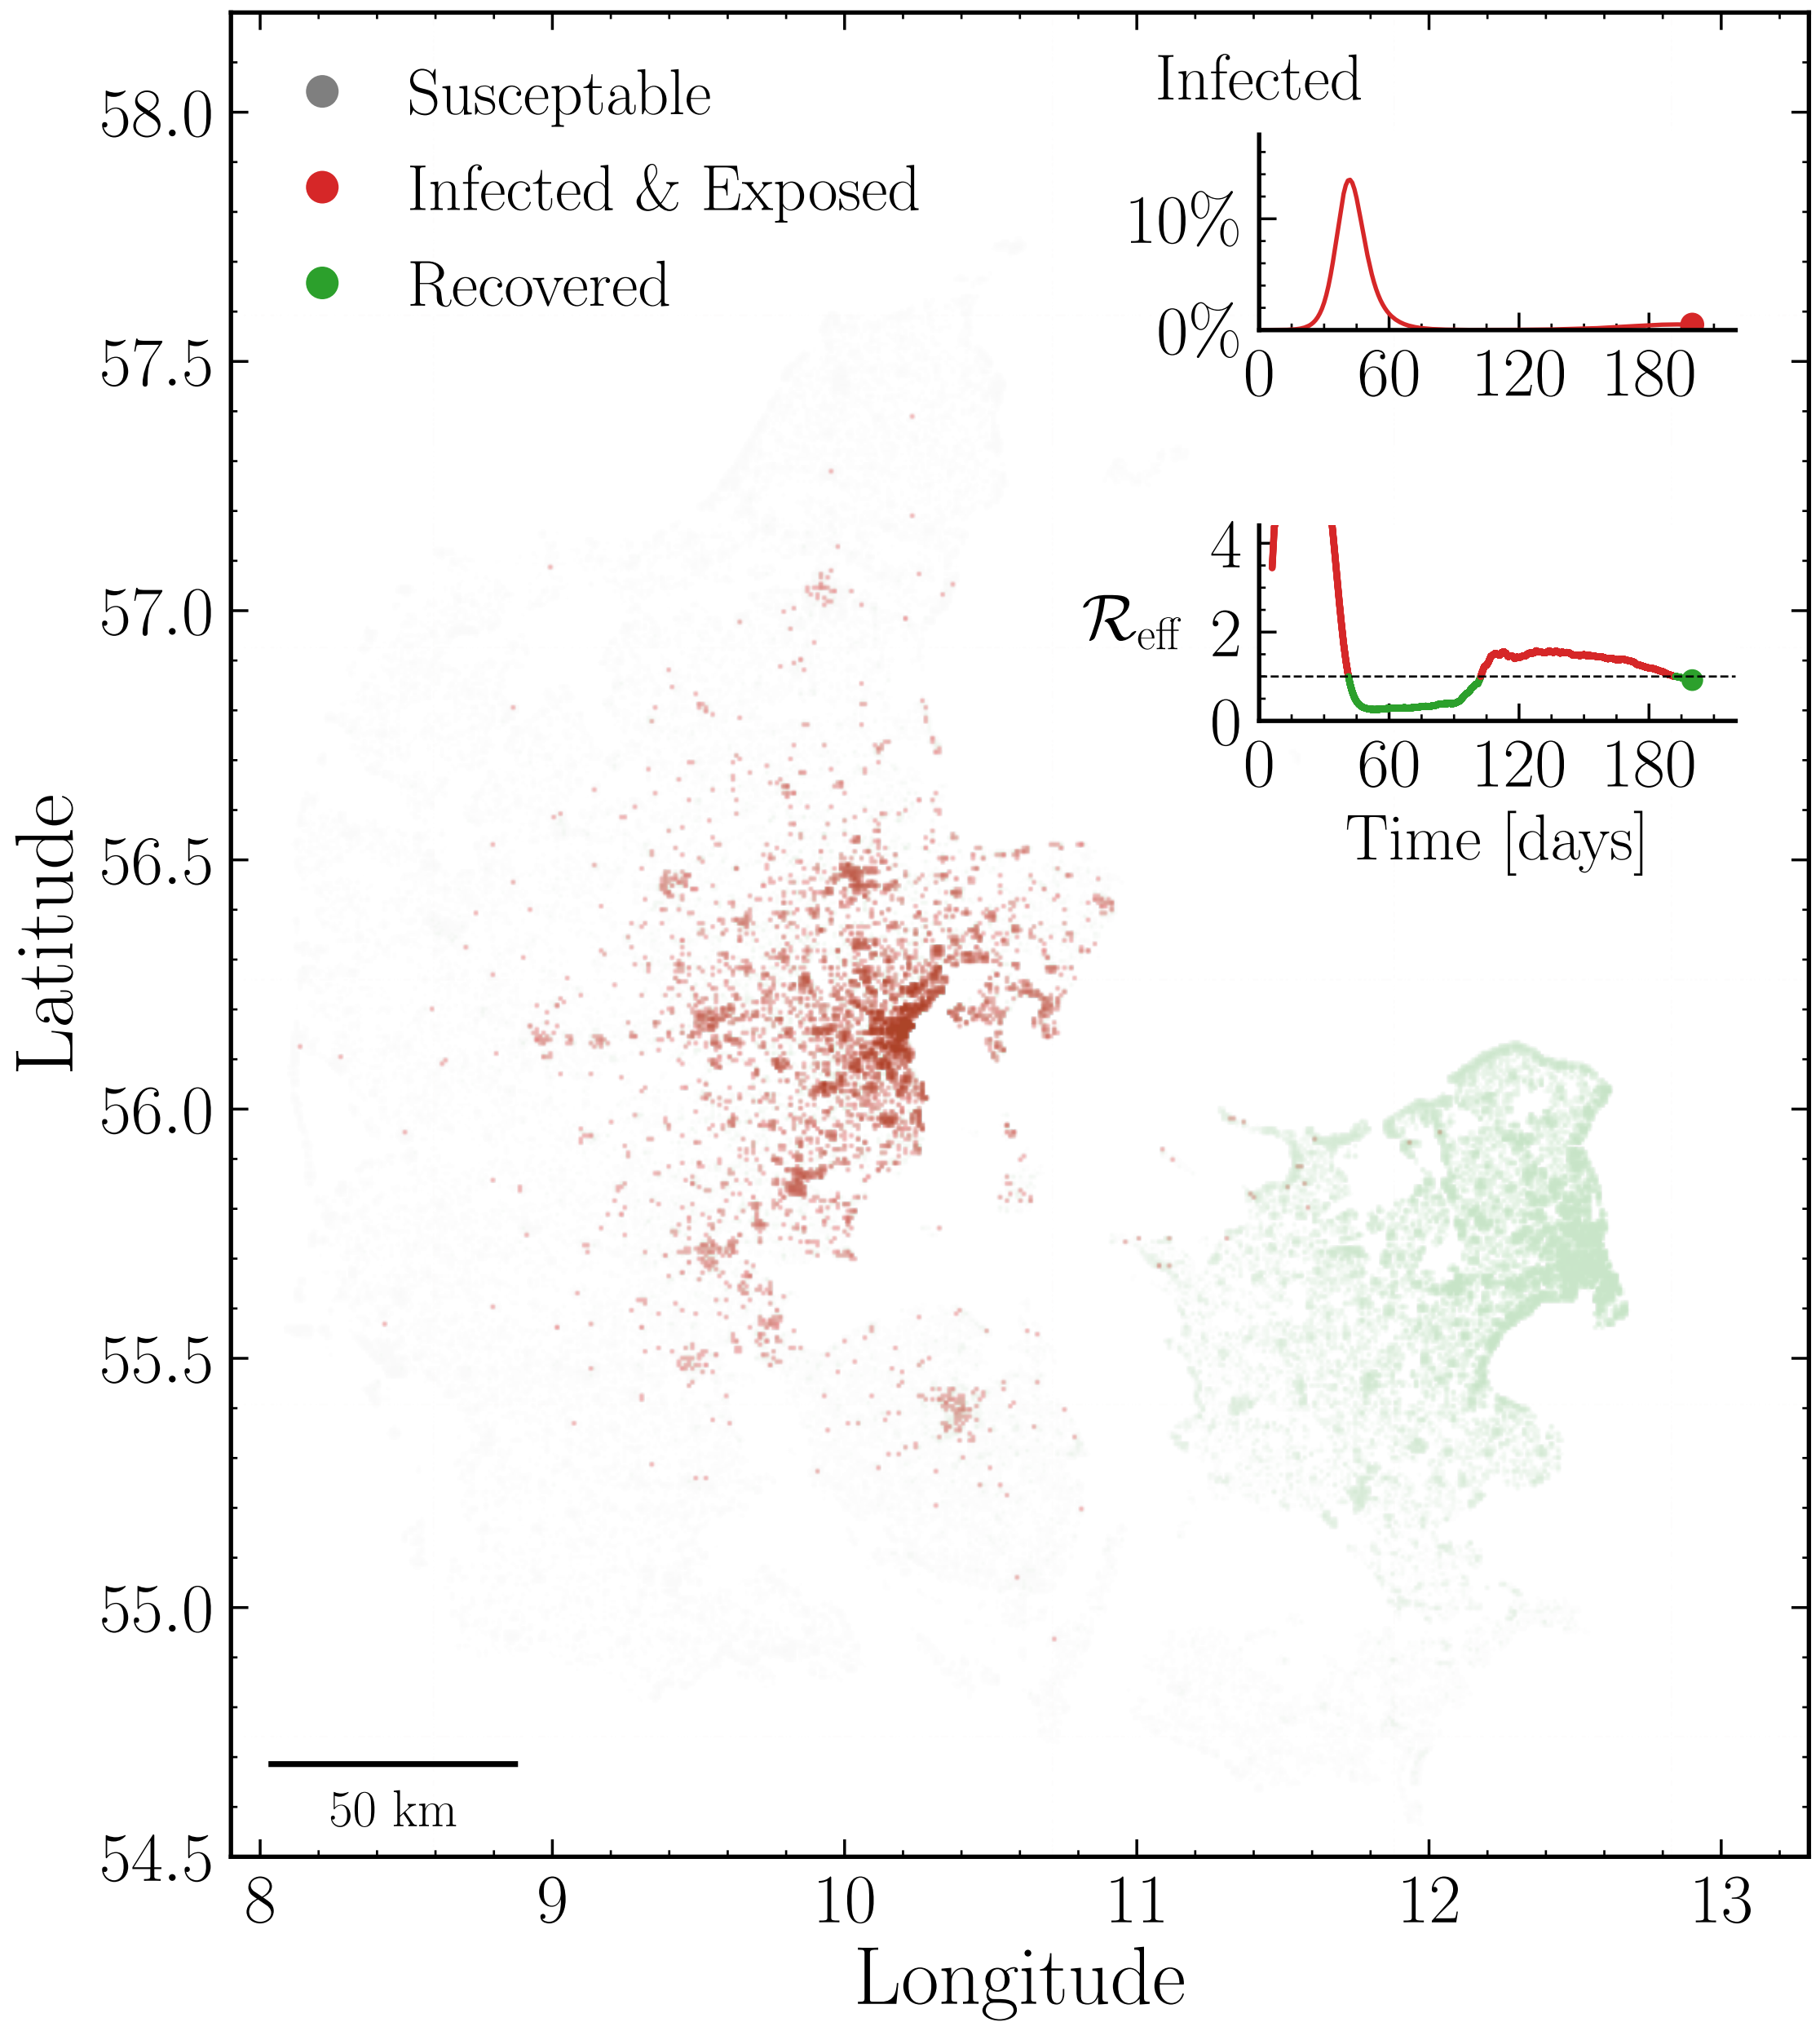 Susceptable
Infected & Exposed
Recovered
Infected
10%
0%
0 60 120 180
4
2
0
ℛeff
0 60 120 180
Time [days]
58.0
57.5
57.0
56.5
56.0
55.5
55.0
54.5
Latitude
50 km
8 9 10 11 12 13
Longitude